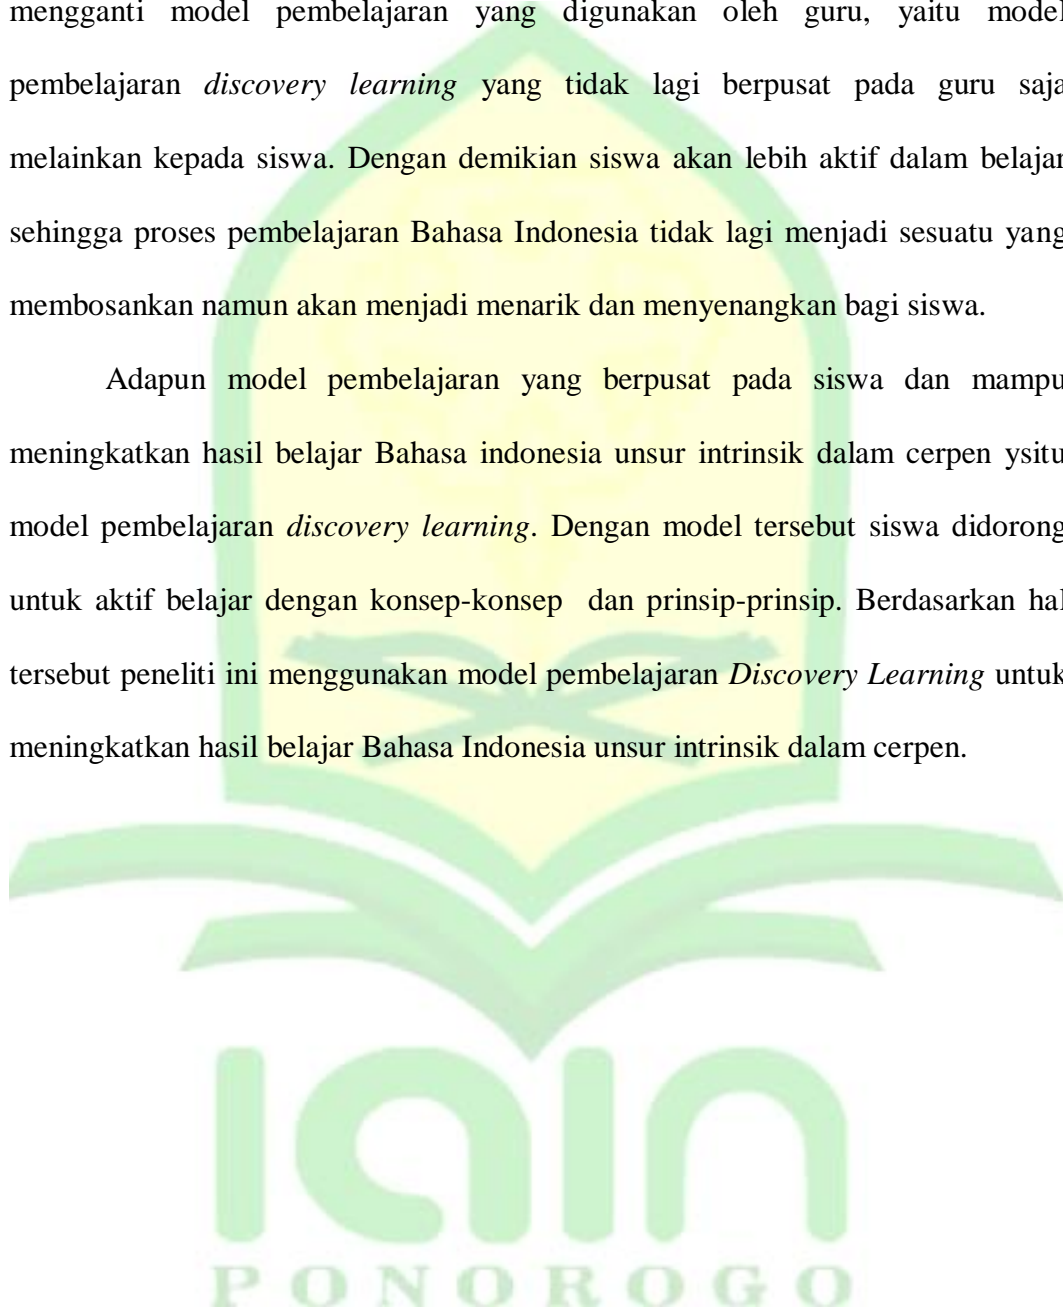 mengganti model pembelajaran yang digunakan oleh guru, yaitu model
pembelajaran discovery learning yang tidak lagi berpusat pada guru saja
melainkan kepada siswa. Dengan demikian siswa akan lebih aktif dalam belajar
sehingga proses pembelajaran Bahasa Indonesia tidak lagi menjadi sesuatu yang
membosankan namun akan menjadi menarik dan menyenangkan bagi siswa.
Adapun model pembelajaran yang berpusat pada siswa dan mampu
meningkatkan hasil belajar Bahasa indonesia unsur intrinsik dalam cerpen ysitu
model pembelajaran discovery learning. Dengan model tersebut siswa didorong
untuk aktif belajar dengan konsep-konsep dan prinsip-prinsip. Berdasarkan hal
tersebut peneliti ini menggunakan model pembelajaran Discovery Learning untuk
meningkatkan hasil belajar Bahasa Indonesia unsur intrinsik dalam cerpen.
iain
PONOROGO